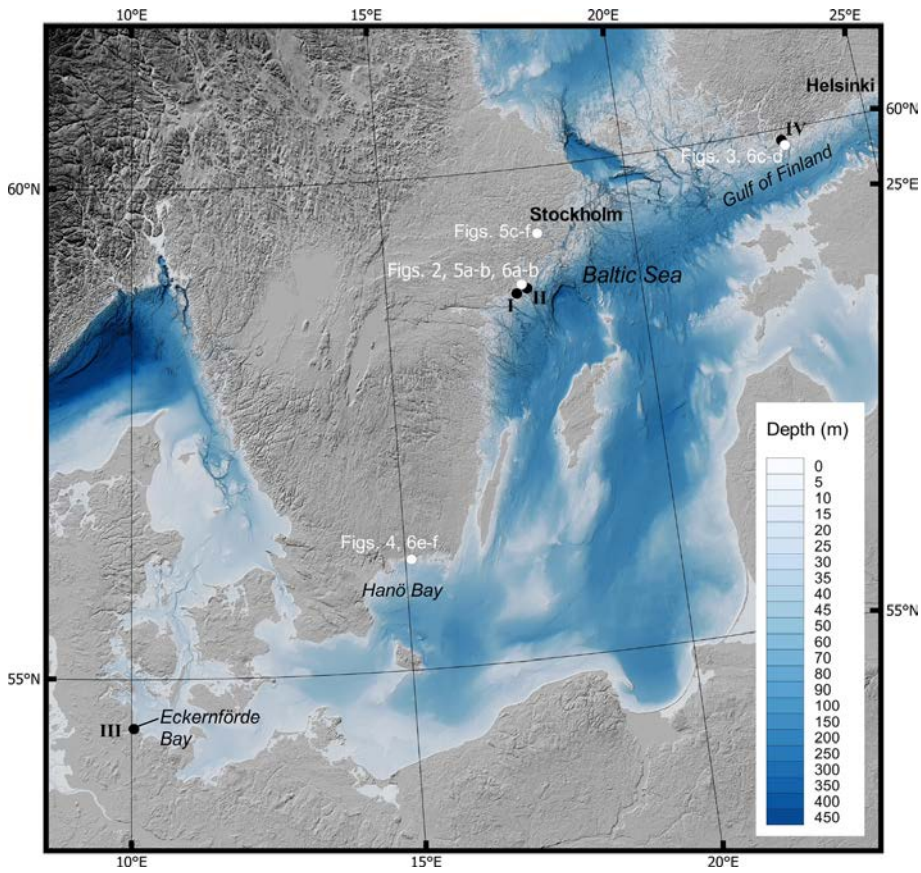 10°E
15°E
20°E
25°E
Helsinki
60°N
IV
Figs. 3, 6c-d
Gulf of Finland
25°E
60°N
Stockholm
Figs. 5c-f
Figs. 2, 5a-b, 6a-b
Baltic Sea
I
II
Depth (m)
0
5
10
15
20
25
30
35
40
45
50
60
70
90
100
150
200
250
300
350
400
450
Figs. 4, 6e-f
Hanö Bay
55°N
55°N
III
Eckernförde
Bay
10°E
15°E
20°E